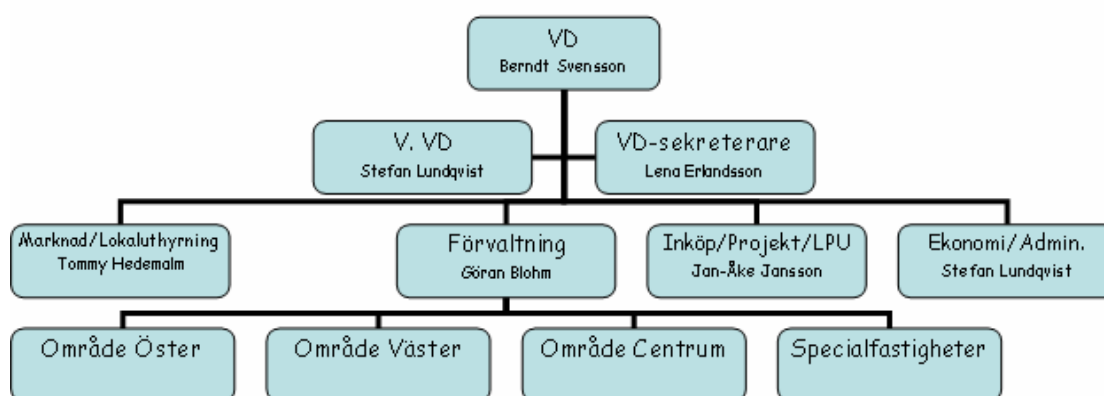 VD
Berndt Svensson
V. VD
Stefan Lundqvist
VD-sekreterare
Lena Erlandsson
Marknad/Lokaluthyrning
Tommy Hedemalm
Förvaltning
Göran Blohm
Inköp/Projekt/LPU
Jan-Åke Jansson
Ekonomi/Admin.
Stefan Lundqvist
Område Öster
Område Väster
Område Centrum
Specialfastigheter